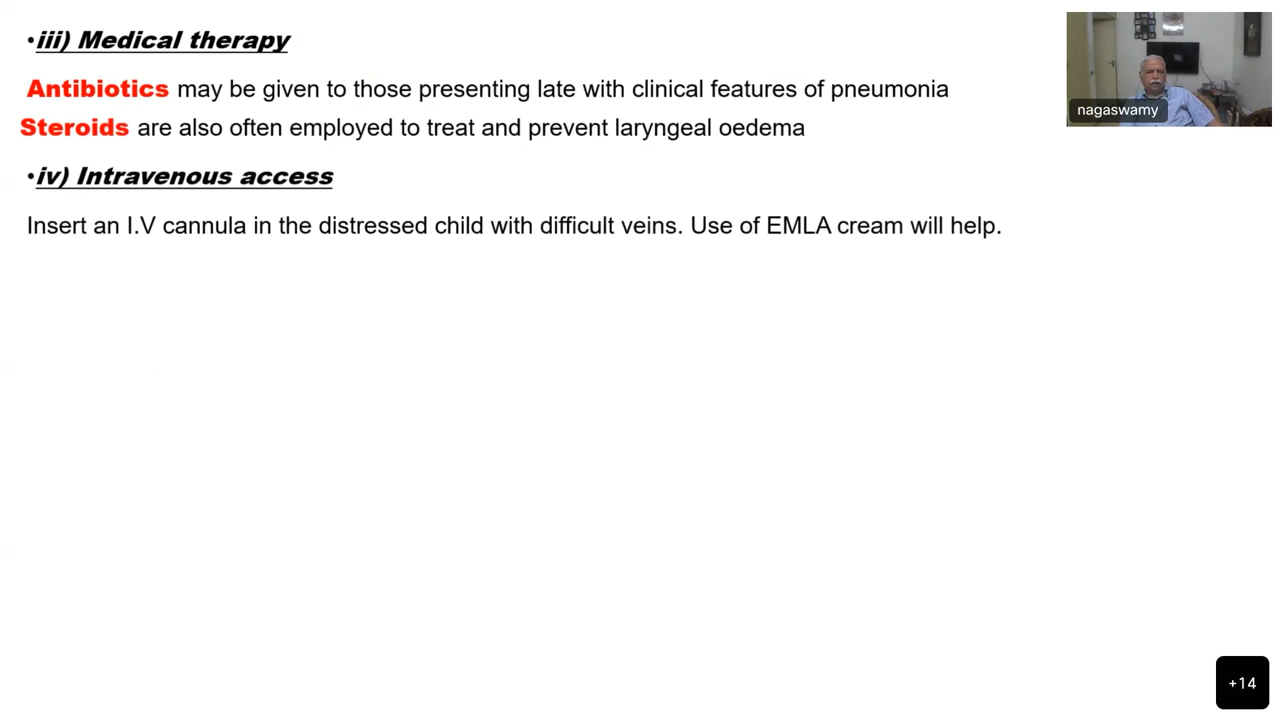 •iii) Medical therapy
Antibiotics may be given to those presenting late with clinical features of pneumonia
Steroids are also often employed to treat and prevent laryngeal oedema
•iv) Intravenous access
Insert an I.V cannula in the distressed child with difficult veins. Use of EMLA cream will help.
nagaswamy
+14